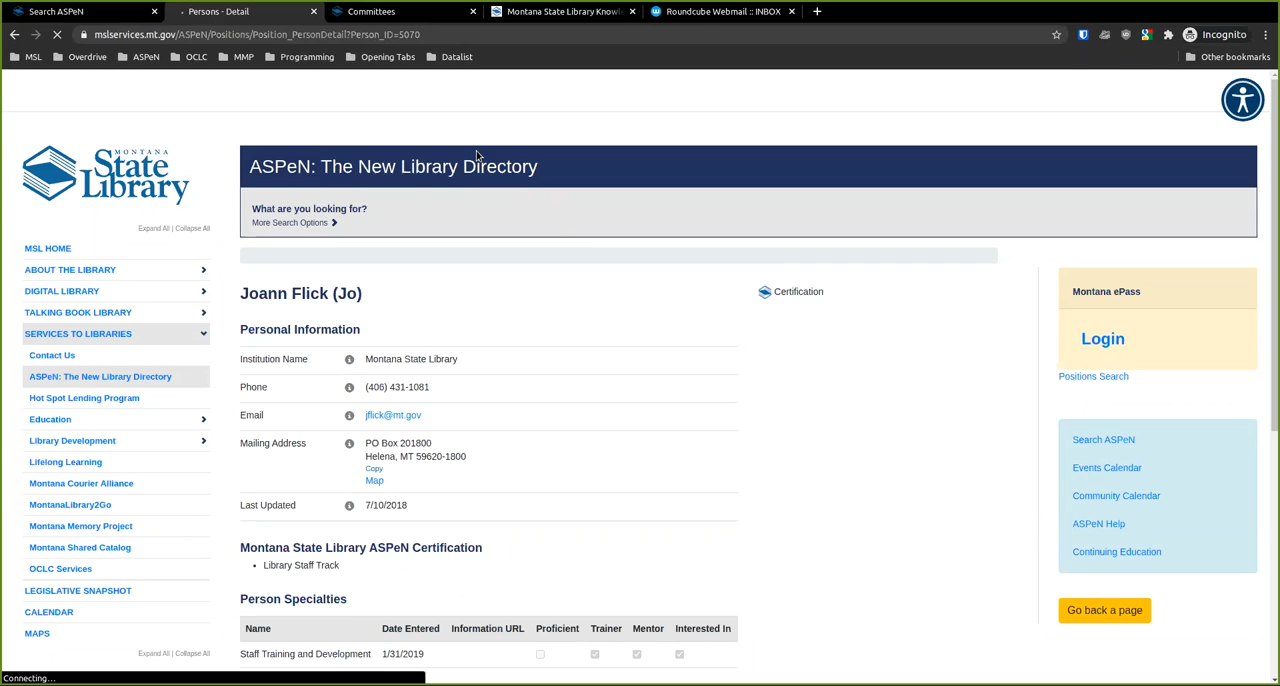 Search ASPeN
Persons - Detail
Committees
Montana State Library Knowl
Roundcube Webmail :: INBOX
mslservices.mt.gov/ASPeN/Positions/Position_PersonDetail?Person_ID=5070
Incognito
MSL
Overdrive
ASPeN
OCLC
MMP
Programming
Opening Tabs
Datalist
Other bookmarks
MONTANA
State
Library
Expand All | Collapse All
MSL HOME
ABOUT THE LIBRARY
DIGITAL LIBRARY
TALKING BOOK LIBRARY
SERVICES TO LIBRARIES
Contact Us
ASPeN: The New Library Directory
Hot Spot Lending Program
Education
Library Development
Lifelong Learning
Montana Courier Alliance
MontanaLibrary2Go
Montana Memory Project
Montana Shared Catalog
OCLC Services
LEGISLATIVE SNAPSHOT
CALENDAR
MAPS
Expand All | Collapse All
Connecting...
ASPeN: The New Library Directory
What are you looking for?
More Search Options
Joann Flick (Jo)
Certification
Personal Information
Institution Name Montana State Library
Phone (406) 431-1081
Email jflick@mt.gov
Mailing Address PO Box 201800
Helena, MT 59620-1800
Copy
Map
Last Updated 7/10/2018
Montana State Library ASPeN Certification
• Library Staff Track
Person Specialties
Name Date Entered Information URL Proficient Trainer Mentor Interested In
Staff Training and Development 1/31/2019
Montana ePass
Login
Positions Search
Search ASPeN
Events Calendar
Community Calendar
ASPeN Help
Continuing Education
Go back a page